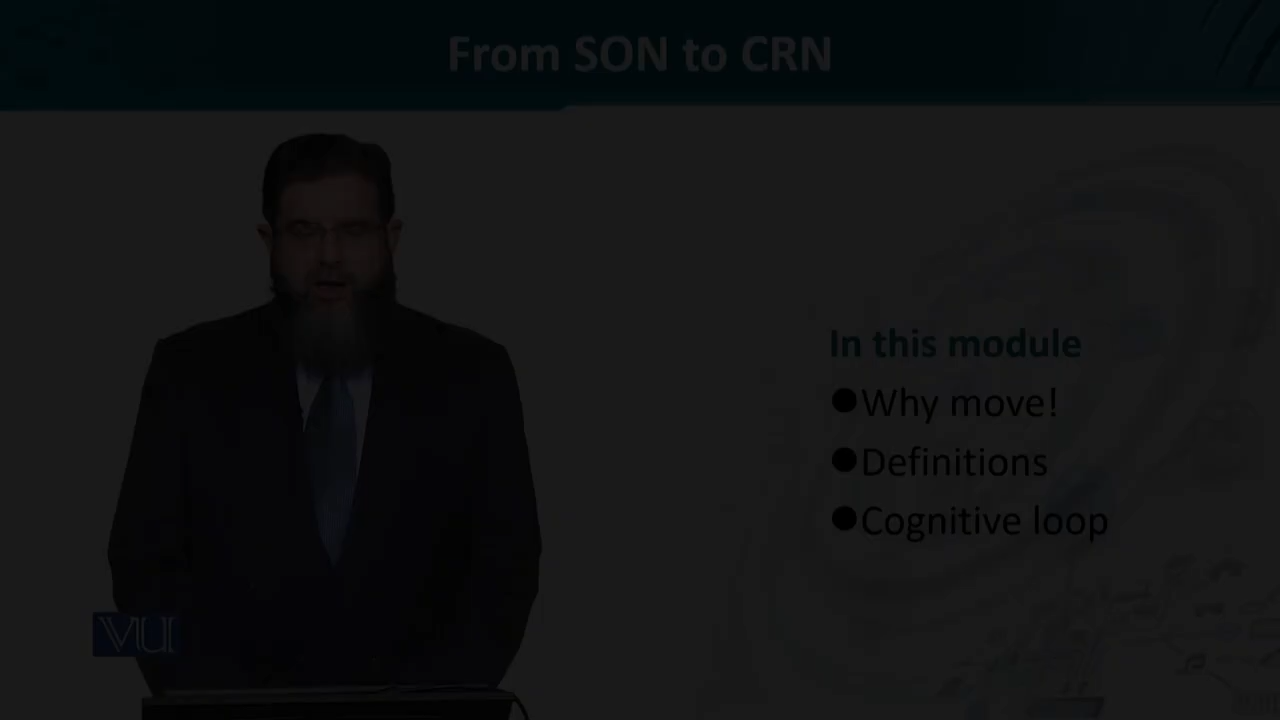 From SON to CRN
In this module
●Why move!
●Definitions
●Cognitive loop
VU